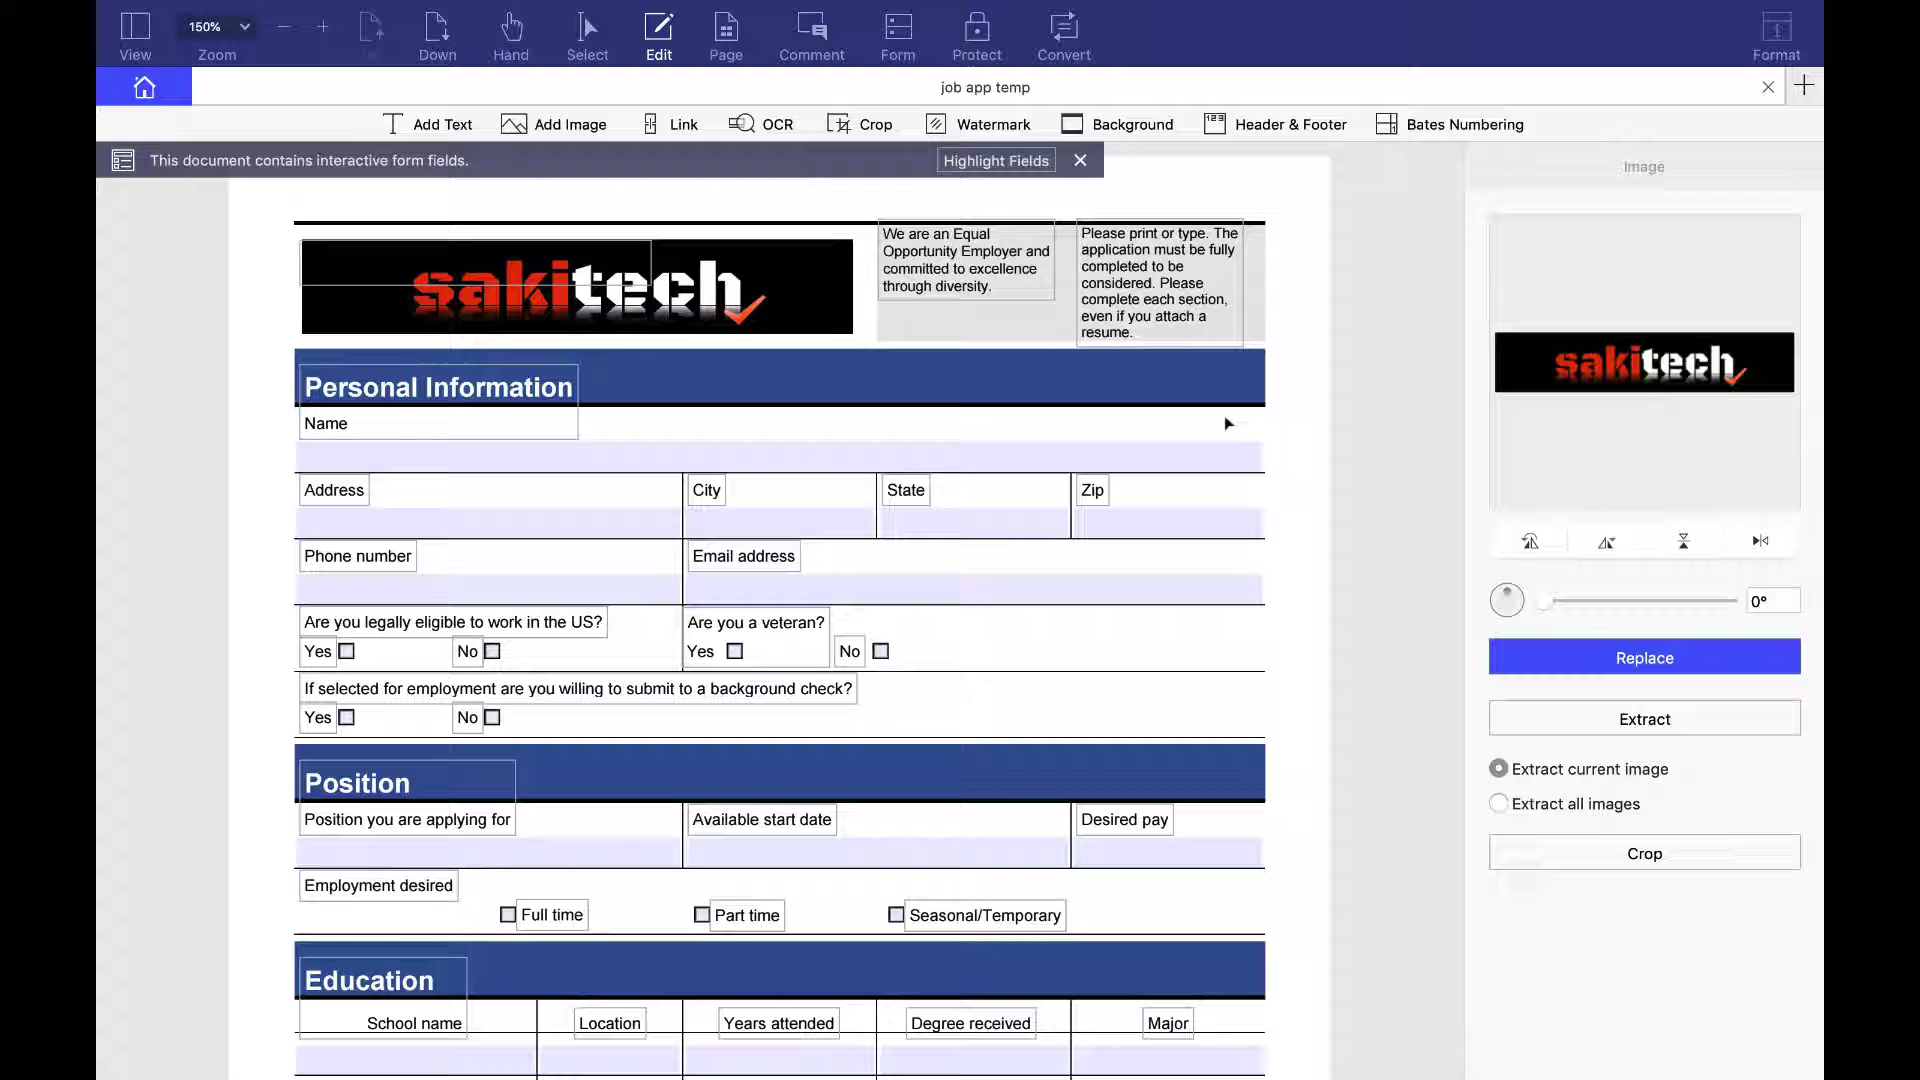 150%
View
Zoom
Down
Hand
Select
Edit
Page
Comment
Form
Protect
Convert
Format
job app temp
Add Text
Add Image
Link
OCR
Crop
Watermark
Background
Header & Footer
Bates Numbering
This document contains interactive form fields.
Highlight Fields
Image
sakitech
We are an Equal
Opportunity Employer and
committed to excellence
through diversity.
Please print or type. The
application must be fully
completed to be
considered. Please
complete each section,
even if you attach a
resume.
sakitech
Personal Information
Name
Address
City
State
Zip
Phone number
Email address
Are you legally eligible to work in the US?
Are you a veteran?
Yes
No
Yes
No
If selected for employment are you willing to submit to a background check?
Yes
No
0°
Replace
Extract
Extract current image
Extract all images
Crop
Position
Position you are applying for
Available start date
Desired pay
Employment desired
Full time
Part time
Seasonal/Temporary
Education
School name
Location
Years attended
Degree received
Major